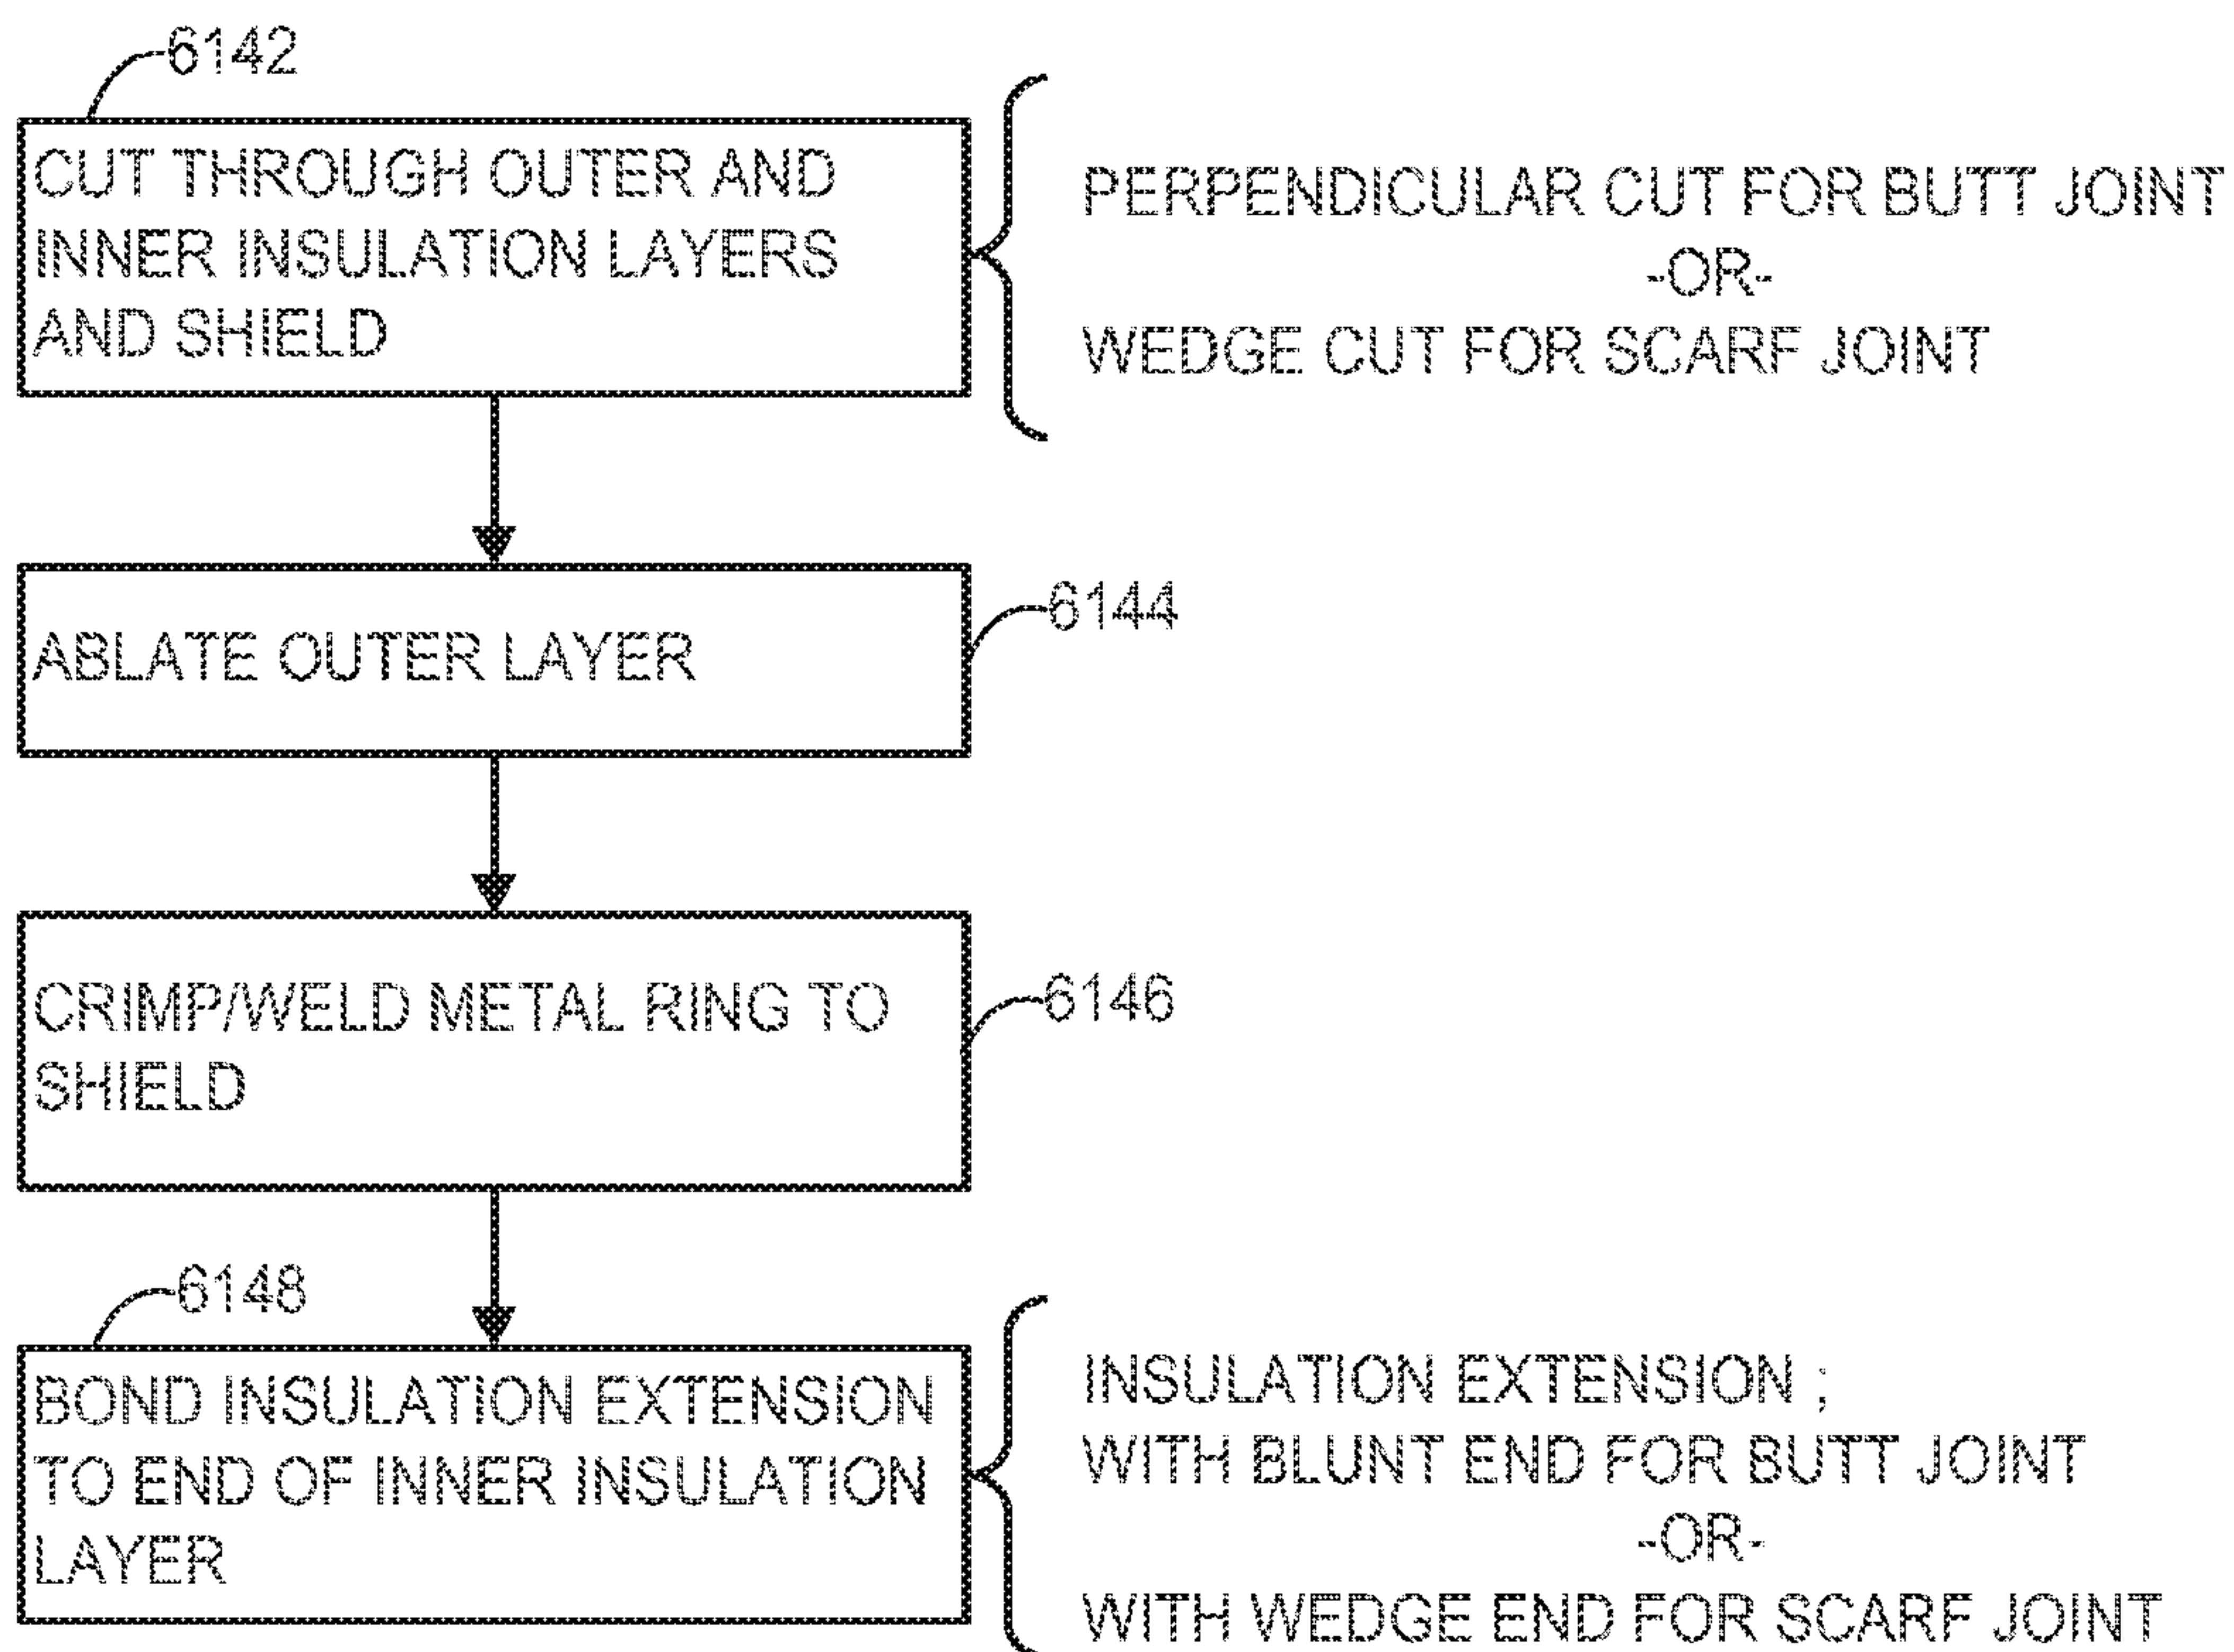 6142
CUT THROUGH OUTER AND
INNER INSULATION LAYERS
AND SHIELD
PERPENDICULAR CUT FOR BUTT JOINT
-OR-
WEDGE CUT FOR SCARF JOINT
ABLATE OUTER LAYER
6144
CRIMP/WELD METAL RING TO
SHIELD
6146
6148
BOND INSULATION EXTENSION
TO END OF INNER INSULATION
LAYER
INSULATION EXTENSION ;
WITH BLUNT END FOR BUTT JOINT
-OR-
WITH WEDGE END FOR SCARF JOINT